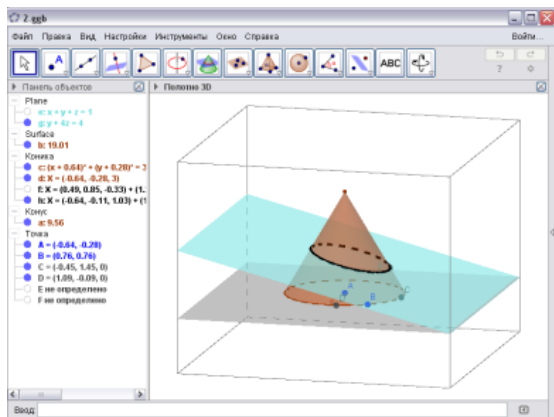 2.ggb
Файл Правка Вид Настройки Инструменты Окно Справка Войти...
ABC
Панель объектов
Полотно 3D
Plane
e: x + y + z = 1
g: y + 4z = 4
Surface
b: 19.01
Коника
c: (x + 0.64)² + (y + 0.28)² = 3
d: X = (-0.64, -0.28, 3)
f: X = (0.49, 0.85, -0.33) + (1.
h: X = (-0.64, -0.11, 1.03) + (1
Конус
a: 9.56
Точка
A = (-0.64, -0.28)
B = (0.76, 0.76)
C = (-0.45, 1.45, 0)
D = (1.09, -0.09, 0)
E не определено
F не определено
A
B
C
Ввод: